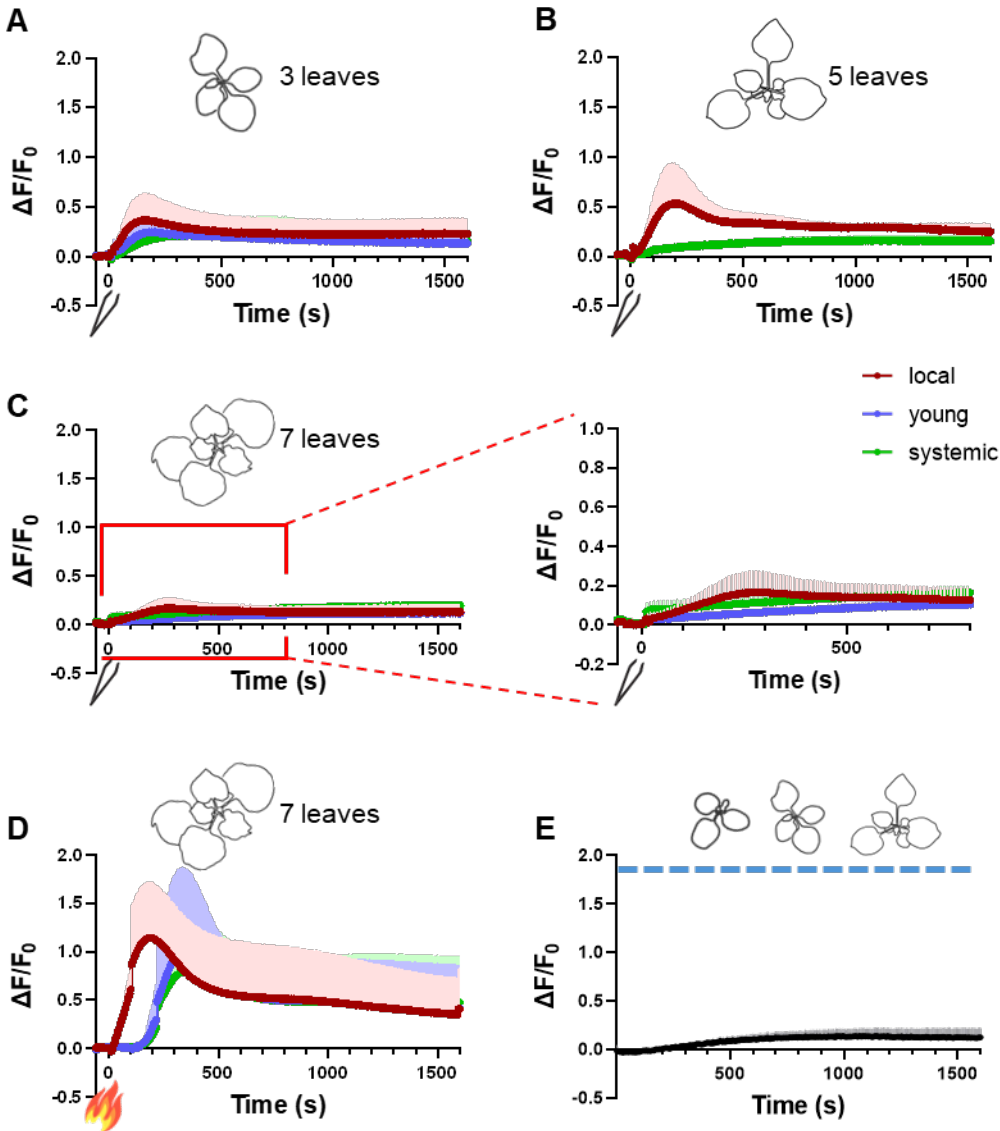 A
3 leaves
2.0
1.5
1.0
0.5
0.0
-0.5
ΔF/F0
0
500
1000
1500
Time (s)
B
5 leaves
2.0
1.5
1.0
0.5
0.0
-0.5
ΔF/F0
0
500
1000
1500
Time (s)
local
young
systemic
C
7 leaves
2.0
1.5
1.0
0.5
0.0
-0.5
ΔF/F0
0
500
1000
1500
Time (s)
1.0
0.8
0.6
0.4
0.2
0.0
-0.2
ΔF/F0
0
500
Time (s)
D
7 leaves
2.0
1.5
1.0
0.5
0.0
-0.5
ΔF/F0
0
500
1000
1500
Time (s)
E
2.0
1.5
1.0
0.5
0.0
-0.5
ΔF/F0
500
1000
1500
Time (s)